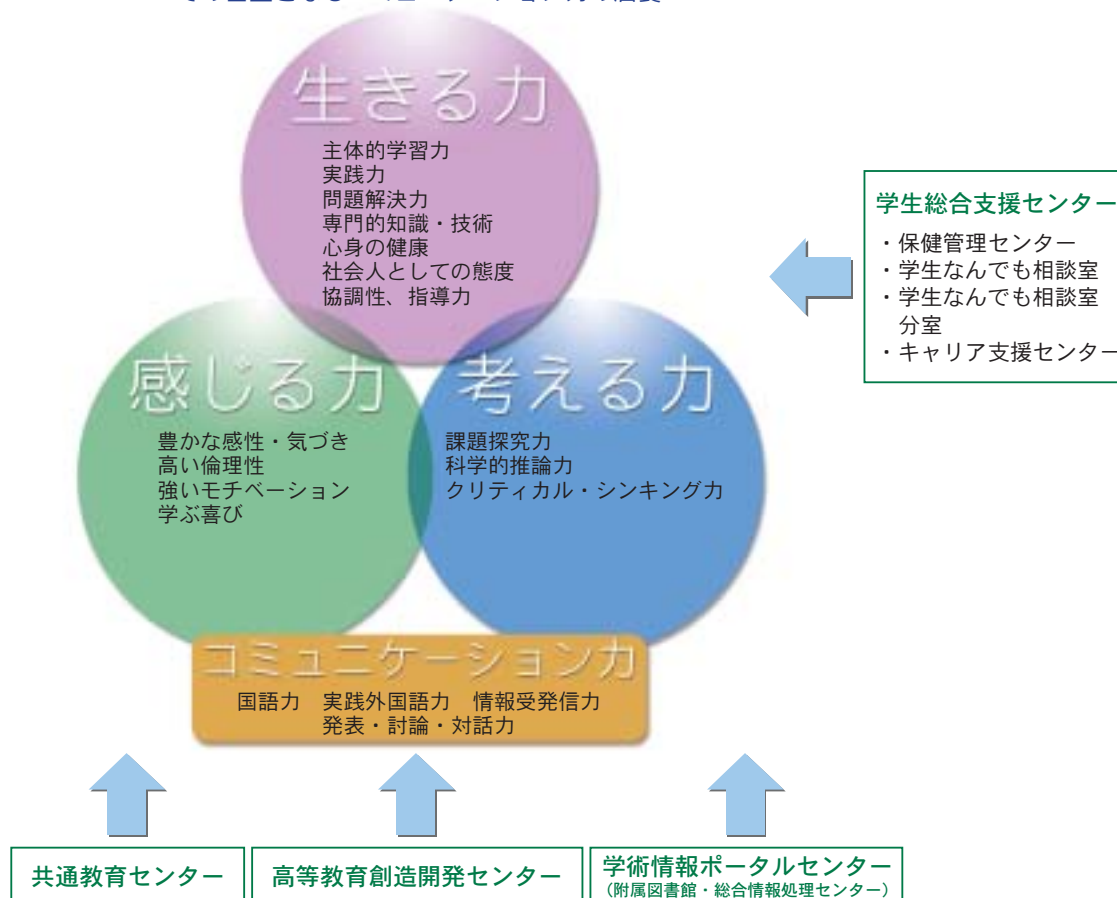 生きる力
主体的学習力
実践力
問題解決力
専門的知識・技術
心身の健康
社会人としての態度
協調性、指導力
感じる力
豊かな感性・気づき
高い倫理性
強いモチベーション
学ぶ喜び
考える力
課題探究力
科学的推論力
クリティカル・シンキング力
コミュニケーション力
国語力　実践外国語力　情報受発信力
発表・討論・対話力
学生総合支援センター
・保健管理センター
・学生なんでも相談室
・学生なんでも相談室
分室
・キャリア支援センター
共通教育センター
高等教育創造開発センター
学術情報ポータルセンター
（附属図書館・総合情報処理センター）